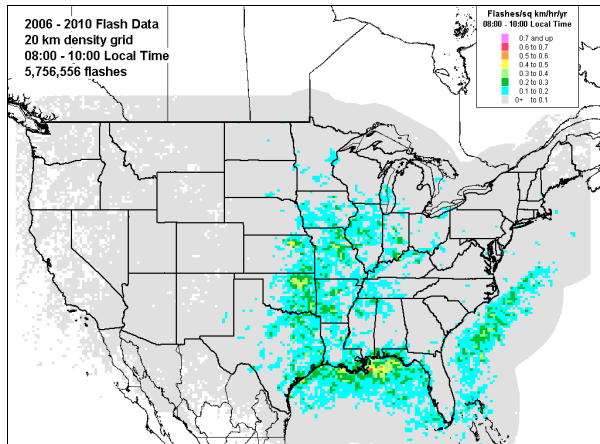 2006 - 2010 Flash Data
20 km density grid
08:00 - 10:00 Local Time
5,756,556 flashes
Flashes/sq km/hr/yr
08:00 - 10:00 Local Time
0.7 and up
0.6 to 0.7
0.5 to 0.6
0.4 to 0.5
0.3 to 0.4
0.2 to 0.3
0.1 to 0.2
0+ to 0.1